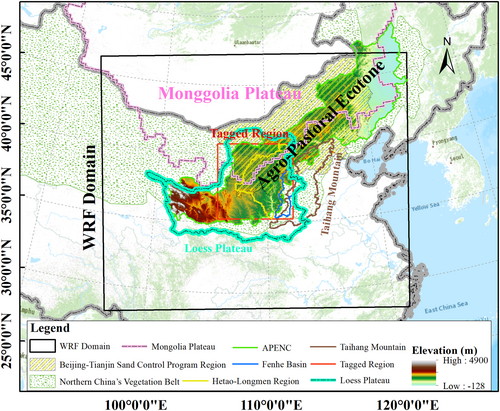 45°0'0"N
40°0'0"N
35°0'0"N
30°0'0"N
25°0'0"N
Ulaanbaatar
N
Monggolia Plateau
Agro-Pastoral Ecotone
Tagged Region
WRF Domain
Taihang Mountain
Loess Plateau
Bo Hai
Pyongyang
Seoul
Yellow Sea
East China Sea
Legend
WRF Domain
Mongolia Plateau
APENC
Taihang Mountain
Beijing-Tianjin Sand Control Program Region
Fenhe Basin
Tagged Region
Northern China's Vegetation Belt
Hetao-Longmen Region
Loess Plateau
Elevation (m)
High : 4900
Low : -128
100°0'0"E
110°0'0"E
120°0'0"E